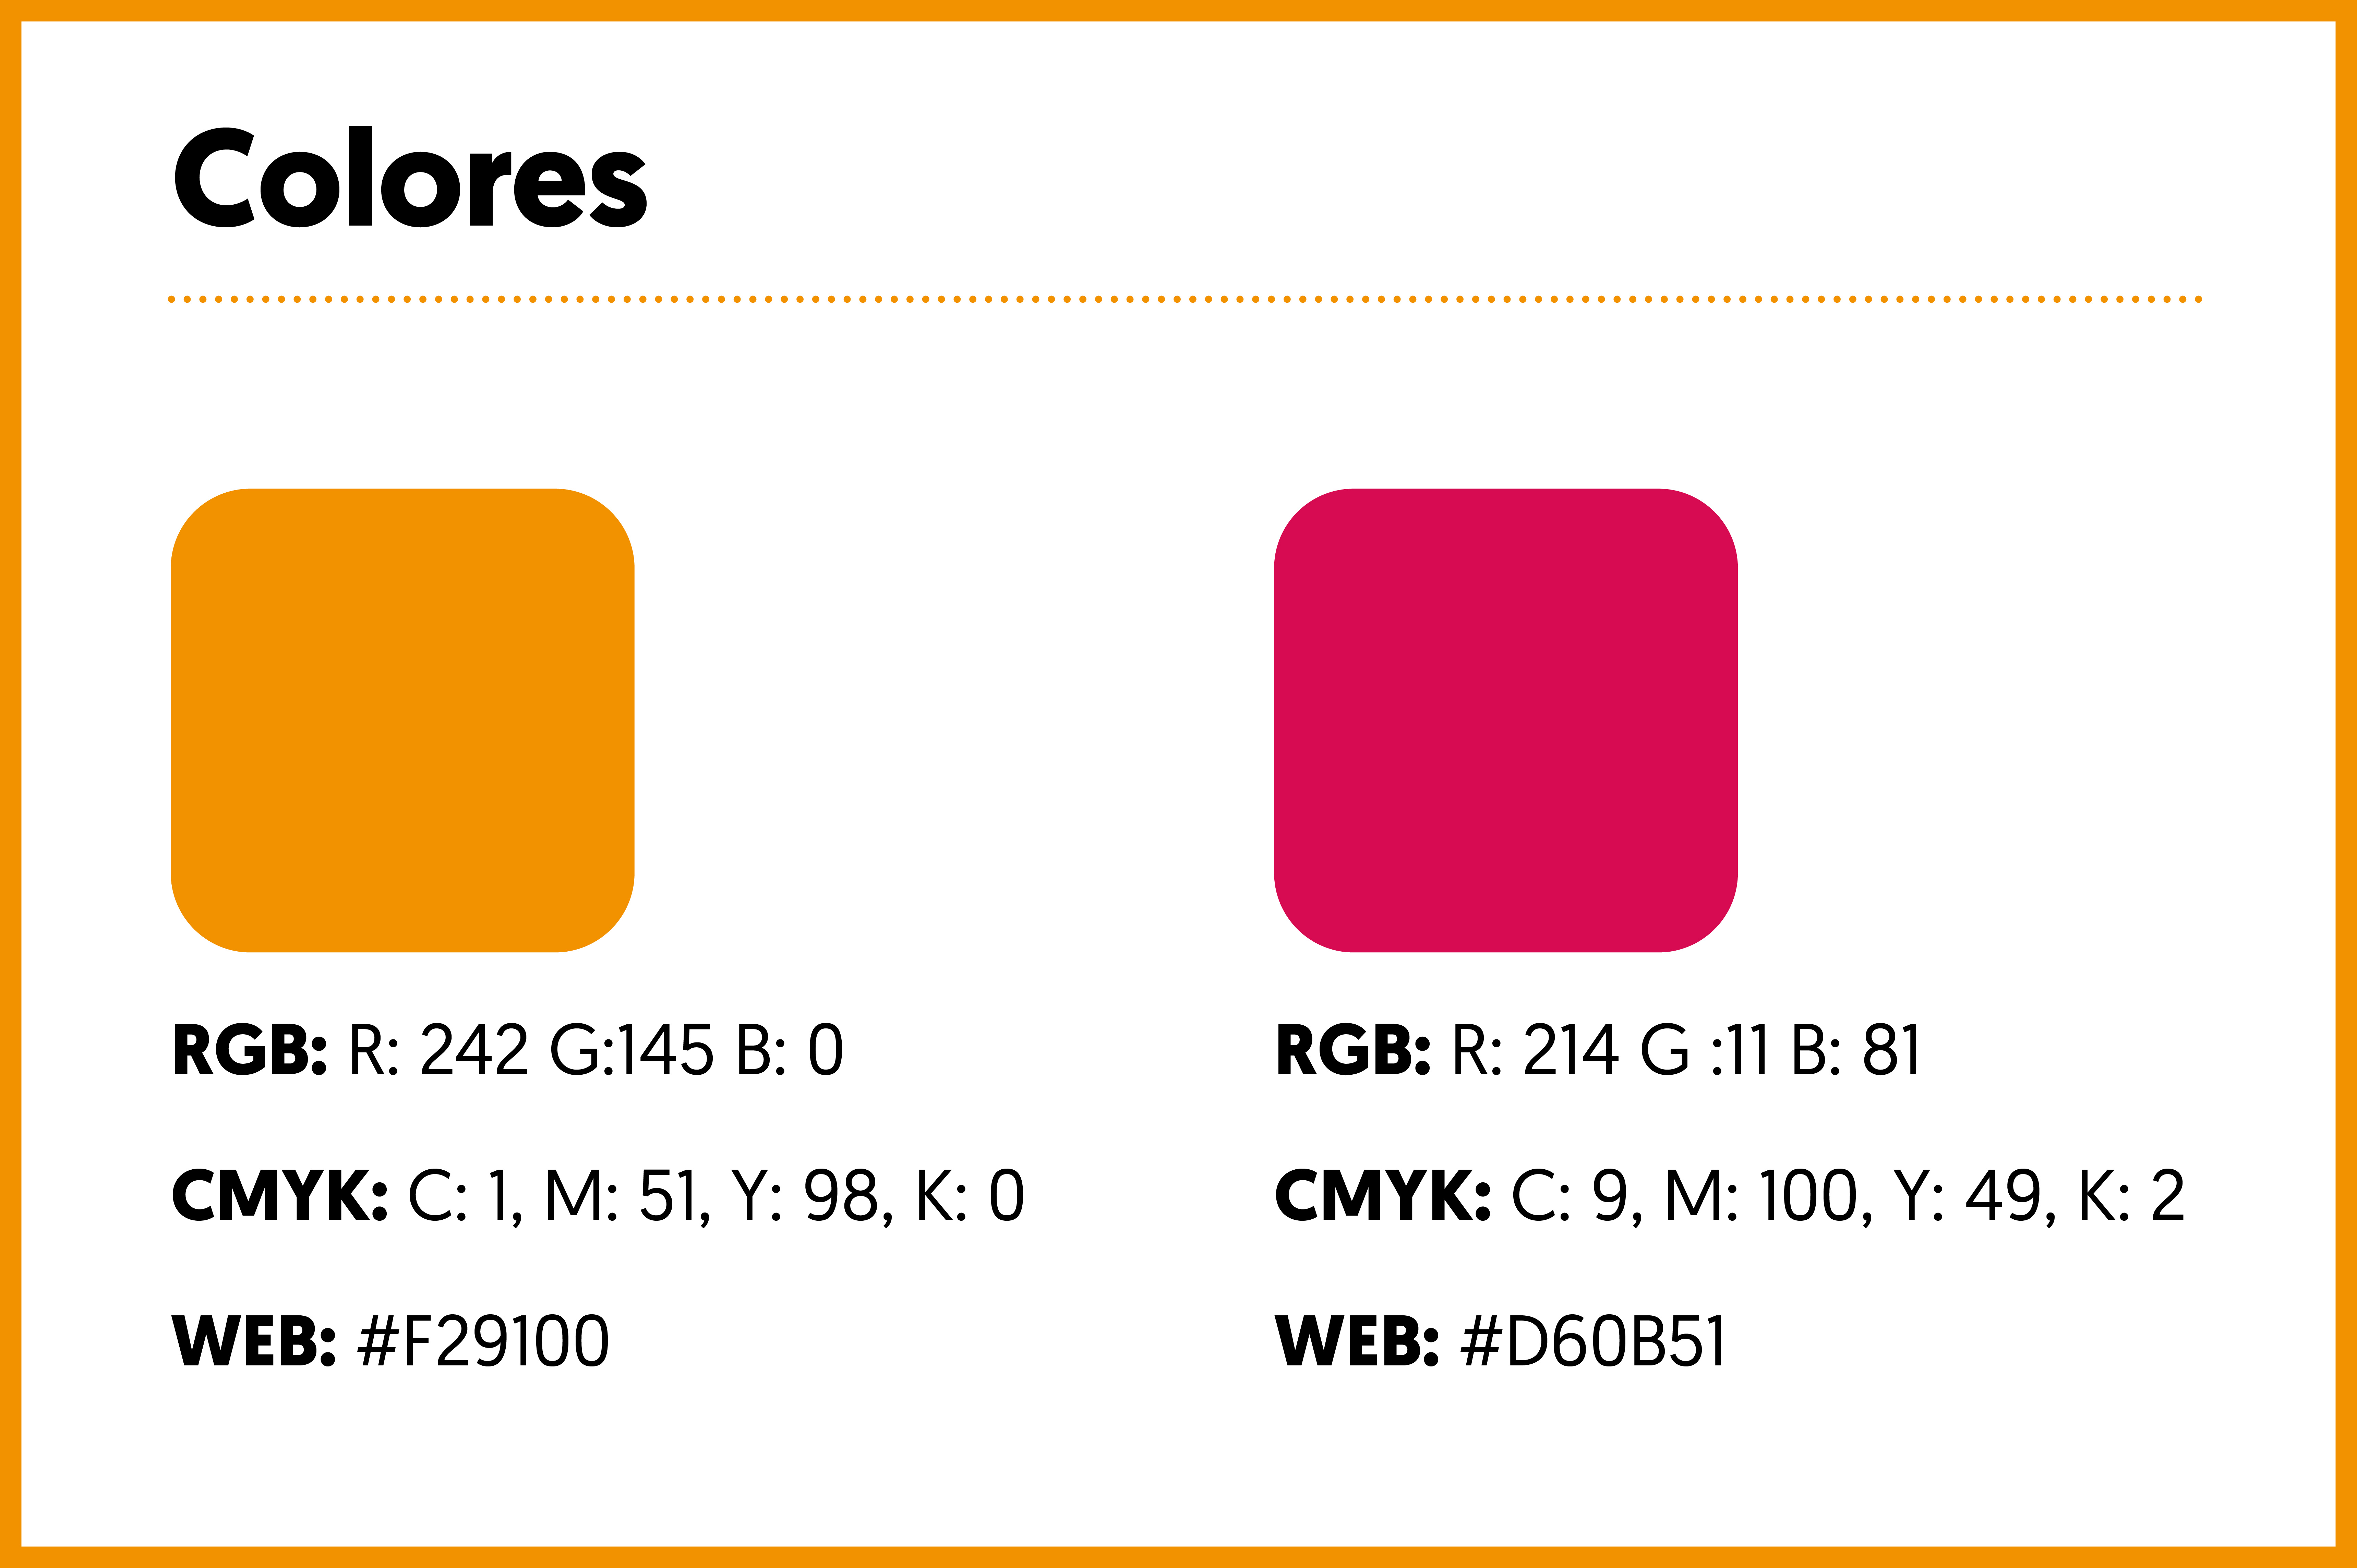 Colores
RGB: R: 242 G:145 B: 0
CMYK: C: 1, M: 51, Y: 98, K: 0
WEB: #F29100
RGB: R: 214 G :11 B: 81
CMYK: C: 9, M: 100, Y: 49, K: 2
WEB: #D60B51